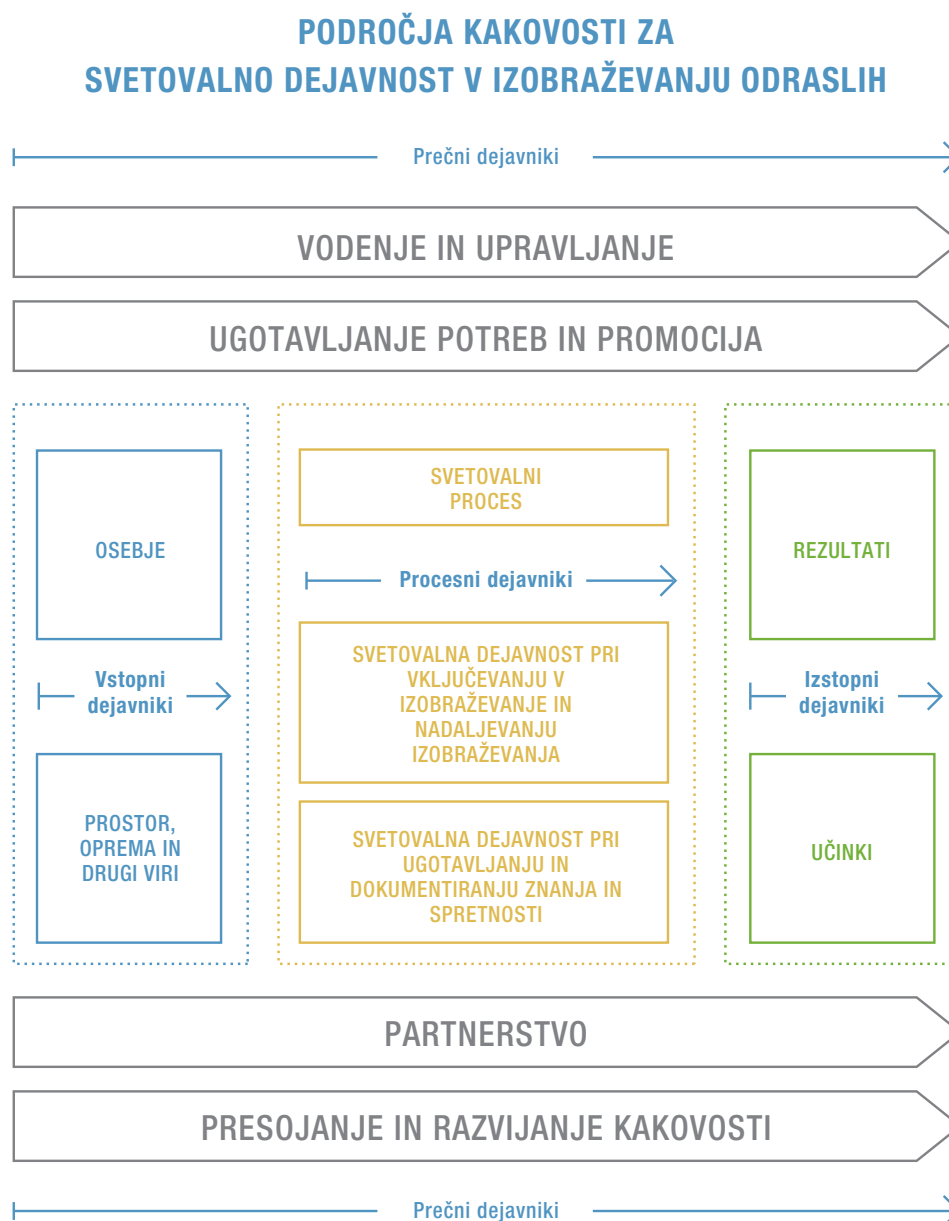 PODROČJA KAKOVOSTI ZA
SVETOVALNO DEJAVNOST V IZOBRAŽEVANJU ODRASLIH
Prečni dejavniki
VODENJE IN UPRAVLJANJE
UGOTAVLJANJE POTREB IN PROMOCIJA
OSEBJE
Vstopni
dejavniki
PROSTOR,
OPREMA IN
DRUGI VIRI
SVETOVALNI
PROCES
Procesni dejavniki
SVETOVALNA DEJAVNOST PRI
VKLJUČEVANJU V
IZOBRAŽEVANJE IN
NADALJEVANJU
IZOBRAŽEVANJA
SVETOVALNA DEJAVNOST PRI
UGOTAVLJANJU IN
DOKUMENTIRANJU ZNANJA IN
SPRETNOSTI
REZULTATI
Izstopni
dejavniki
UČINKI
PARTNERSTVO
PRESOJANJE IN RAZVIJANJE KAKOVOSTI
Prečni dejavniki